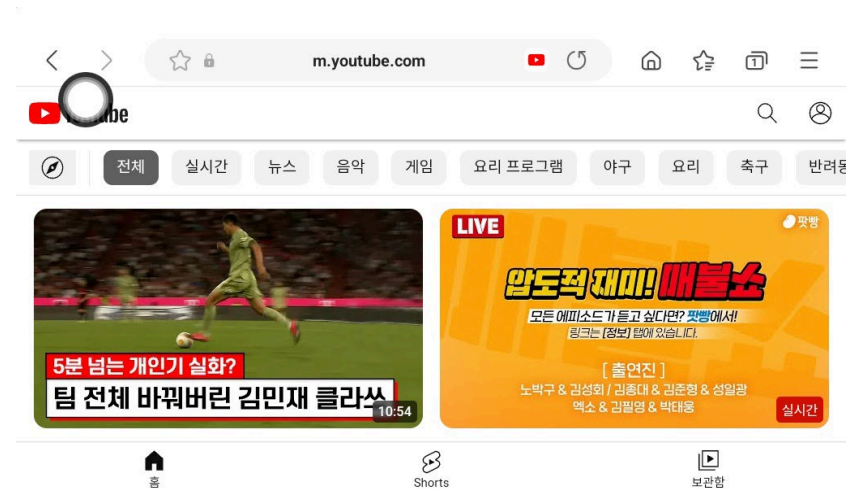 m.youtube.com
1
전체 실시간 뉴스 음악 게임 요리 프로그램 야구 요리 축구
LIVE
팟빵
압도적 재미! 매불쇼
모든 에피소드가 듣고 싶다면? 팟빵에서!
링크는 [정보] 탭에 있습니다.
[ 출연진 ]
노박구 & 김성회 / 김종대 & 김준형 & 성일광
엑소 & 김필영 & 박태웅
실시간
5분 넘는 개인기 실화?
팀 전체 바꿔버린 김민재 클라쓰
10:54
홈 Shorts 보관함